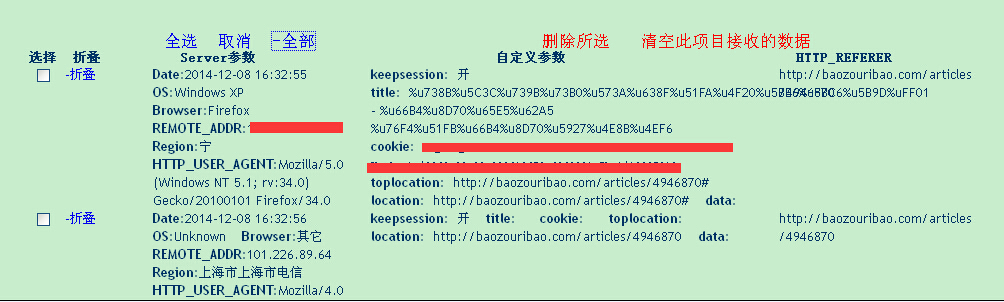 全选 取消 -全部 删除所选 清空此项目接收的数据
选择 折叠 Server参数 自定义参数 HTTP_REFERER
-折叠 Date:2014-12-08 16:32:55 keepsession: 开 http://baozouribao.com/articles
OS:Windows XP title: %u738B%u5C3C%u739B%u73B0%u573A%u638F%u51FA%u4F20%u
Browser:Firefox - %u66B4%u8D70%u65E5%u62A5
REMOTE_ADDR: %u76F4%u51FB%u66B4%u8D70%u5927%u4E8B%u4EF6
Region:宁 cookie:
HTTP_USER_AGENT:Mozilla/5.0
(Windows NT 5.1; rv:34.0) toplocation: http://baozouribao.com/articles/4946870#
Gecko/20100101 Firefox/34.0 location: http://baozouribao.com/articles/4946870# data:
-折叠 Date:2014-12-08 16:32:56 keepsession: 开 title: cookie: toplocation: http://baozouribao.com/articles
OS:Unknown Browser:其它 location: http://baozouribao.com/articles/4946870 data: /4946870
REMOTE_ADDR:101.226.89.64
Region:上海市上海市电信
HTTP_USER_AGENT:Mozilla/4.0